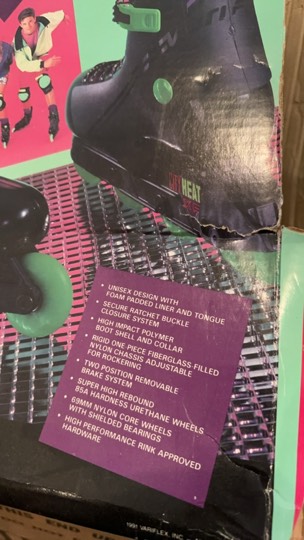 HEAT
• UNISEX DESIGN WITH
FOAM PADDED LINER AND TONGUE
• SECURE RATCHET BUCKLE
CLOSURE SYSTEM
• HIGH IMPACT POLYMER
BOOT SHELL AND COLLAR
• RIGID ONE PIECE FIBERGLASS-FILLED
NYLON CHASSIS ADJUSTABLE
FOR ROCKERING
• TWO POSITION REMOVABLE
BRAKE SYSTEM
• SUPER HIGH REBOUND
85A HARDNESS URETHANE WHEELS
• 69MM NYLON CORE WHEELS
WITH SHIELDED BEARINGS
• HIGH PERFORMANCE RINK APPROVED
HARDWARE
1991 VARIFLEX, INC
THIS END